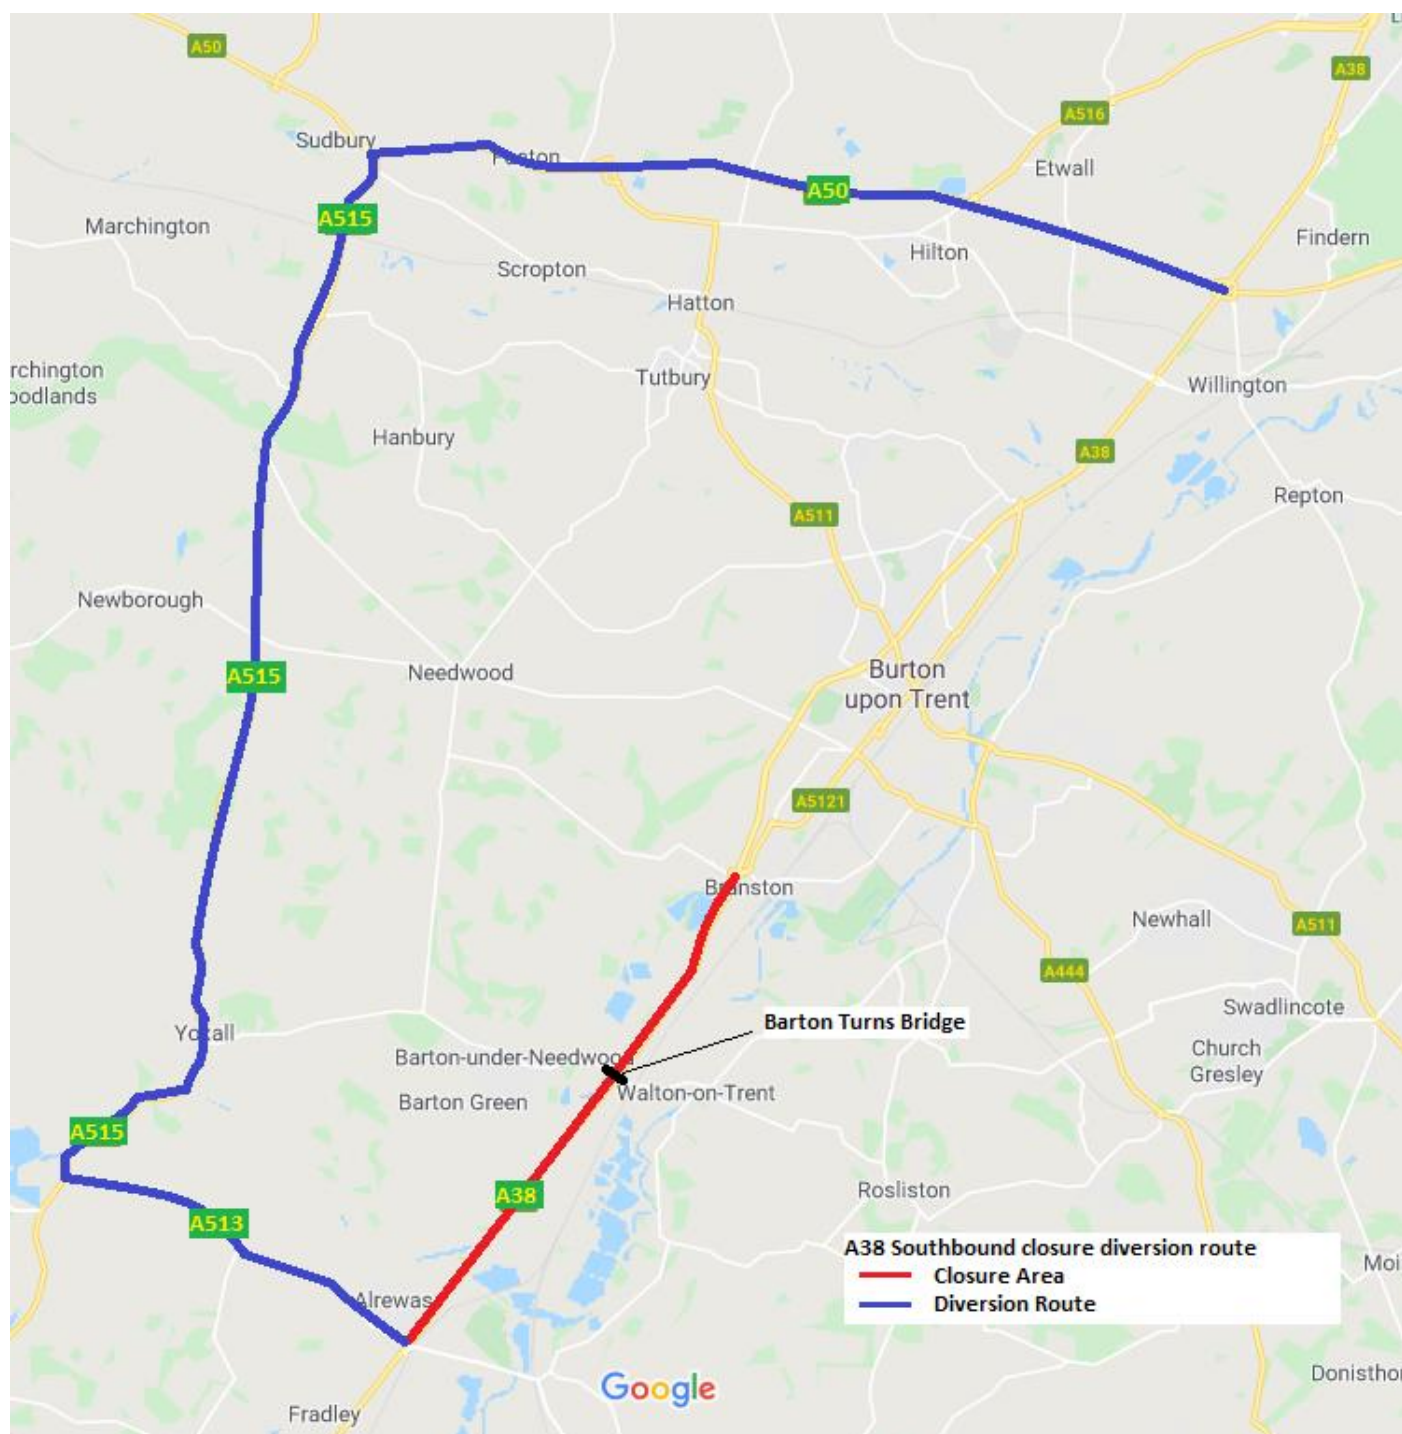 A50
A38
A516
Sudbury
Foston
Etwall
A50
A515
Marchington
Findern
Hilton
Scropton
Hatton
rchington
oodlands
Tutbury
Willington
Hanbury
A38
Repton
A511
Newborough
Needwood
Burton
upon Trent
A515
A5121
Branston
Newhall
A511
A444
Swadlincote
Barton Turns Bridge
Yoxall
Church
Gresley
Barton-under-Needwood
Walton-on-Trent
Barton Green
A515
Rosliston
A38
A513
A38 Southbound closure diversion route
Closure Area
Diversion Route
Moi
Alrewas
Google
Donisthor
Fradley